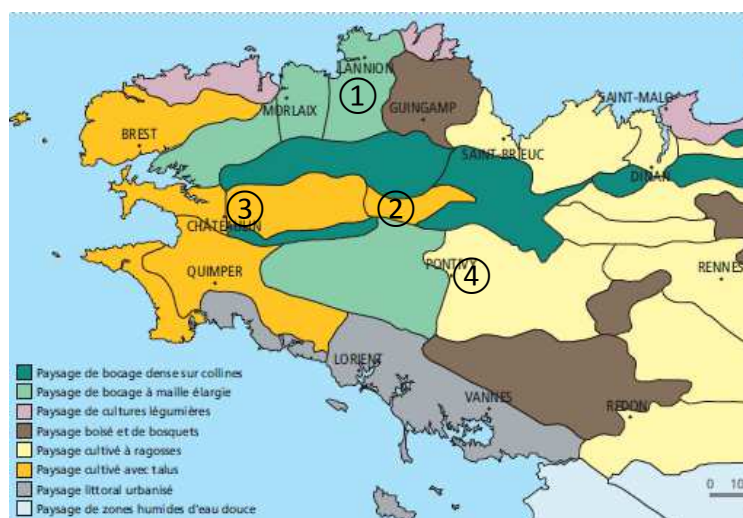 LANNION
①
MORLAIX
GUINGAMP
SAINT-MALO
BREST
SAINT-BRIEUC
DINAN
③
②
CHÂTEAULIN
PONTIVY
④
RENNES
QUIMPER
LORIENT
VANNES
REDON
Paysage de bocage dense sur collines
Paysage de bocage à maille élargie
Paysage de cultures légumières
Paysage boisé et de bosquets
Paysage cultivé à ragosses
Paysage cultivé avec talus
Paysage littoral urbanisé
Paysage de zones humides d'eau douce
0 10